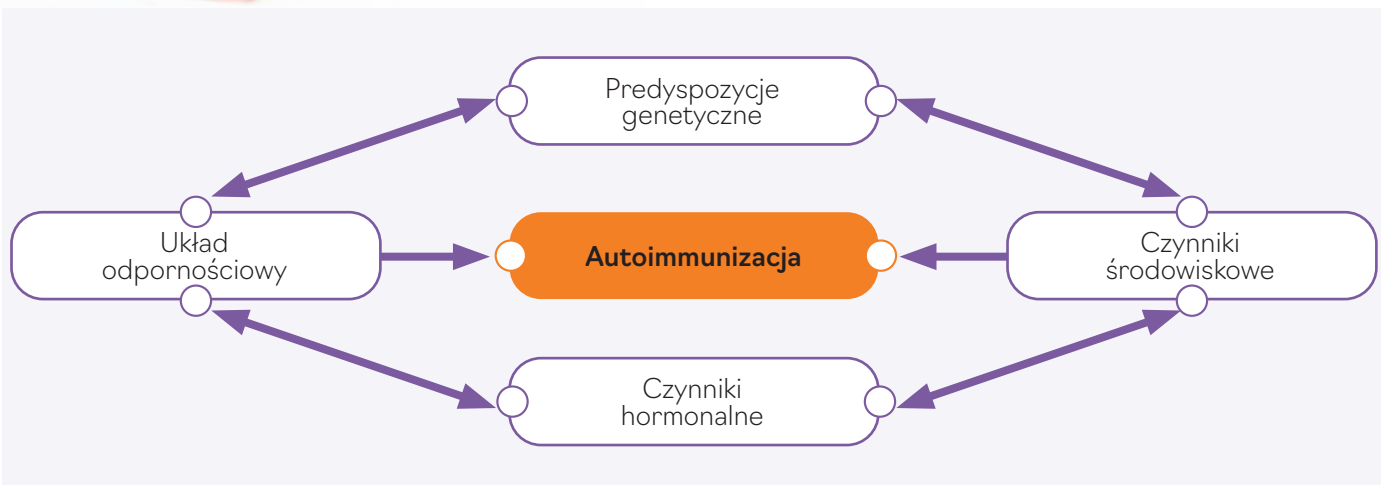 Predyspozycje
genetyczne
Układ
odpornościowy
Autoimmunizacja
Czynniki
środowiskowe
Czynniki
hormonalne